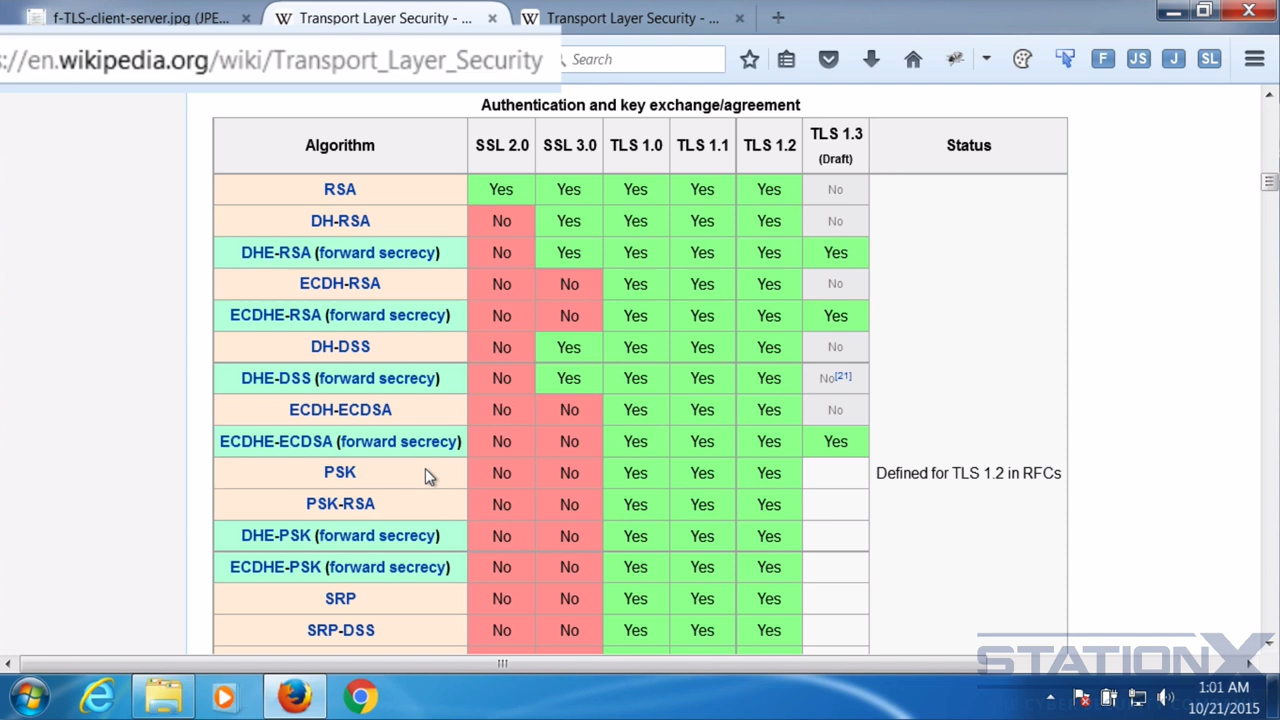 f-TLS-client-server.jpg (JPE...
Transport Layer Security - ...
Transport Layer Security - ...
s://en.wikipedia.org/wiki/Transport_Layer_Security
Search
F JS J SL
Authentication and key exchange/agreement
Algorithm SSL 2.0 SSL 3.0 TLS 1.0 TLS 1.1 TLS 1.2 TLS 1.3 (Draft) Status
RSA Yes Yes Yes Yes Yes No
DH-RSA No Yes Yes Yes Yes No
DHE-RSA (forward secrecy) No Yes Yes Yes Yes Yes
ECDH-RSA No No Yes Yes Yes No
ECDHE-RSA (forward secrecy) No No Yes Yes Yes Yes
DH-DSS No Yes Yes Yes Yes No
DHE-DSS (forward secrecy) No Yes Yes Yes Yes No[21]
ECDH-ECDSA No No Yes Yes Yes No
ECDHE-ECDSA (forward secrecy) No No Yes Yes Yes Yes
PSK No No Yes Yes Yes Defined for TLS 1.2 in RFCs
PSK-RSA No No Yes Yes Yes
DHE-PSK (forward secrecy) No No Yes Yes Yes
ECDHE-PSK (forward secrecy) No No Yes Yes Yes
SRP No No Yes Yes Yes
SRP-DSS No No Yes Yes Yes
STATIONX
1:01 AM
10/21/2015